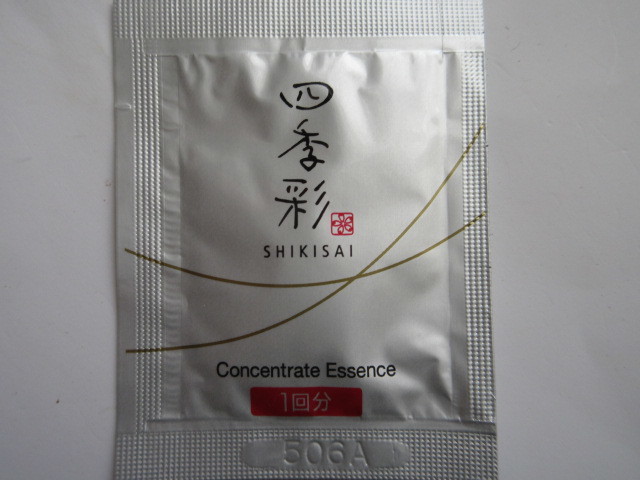 四季彩
SHIKISAI
Concentrate Essence
1回分
506A